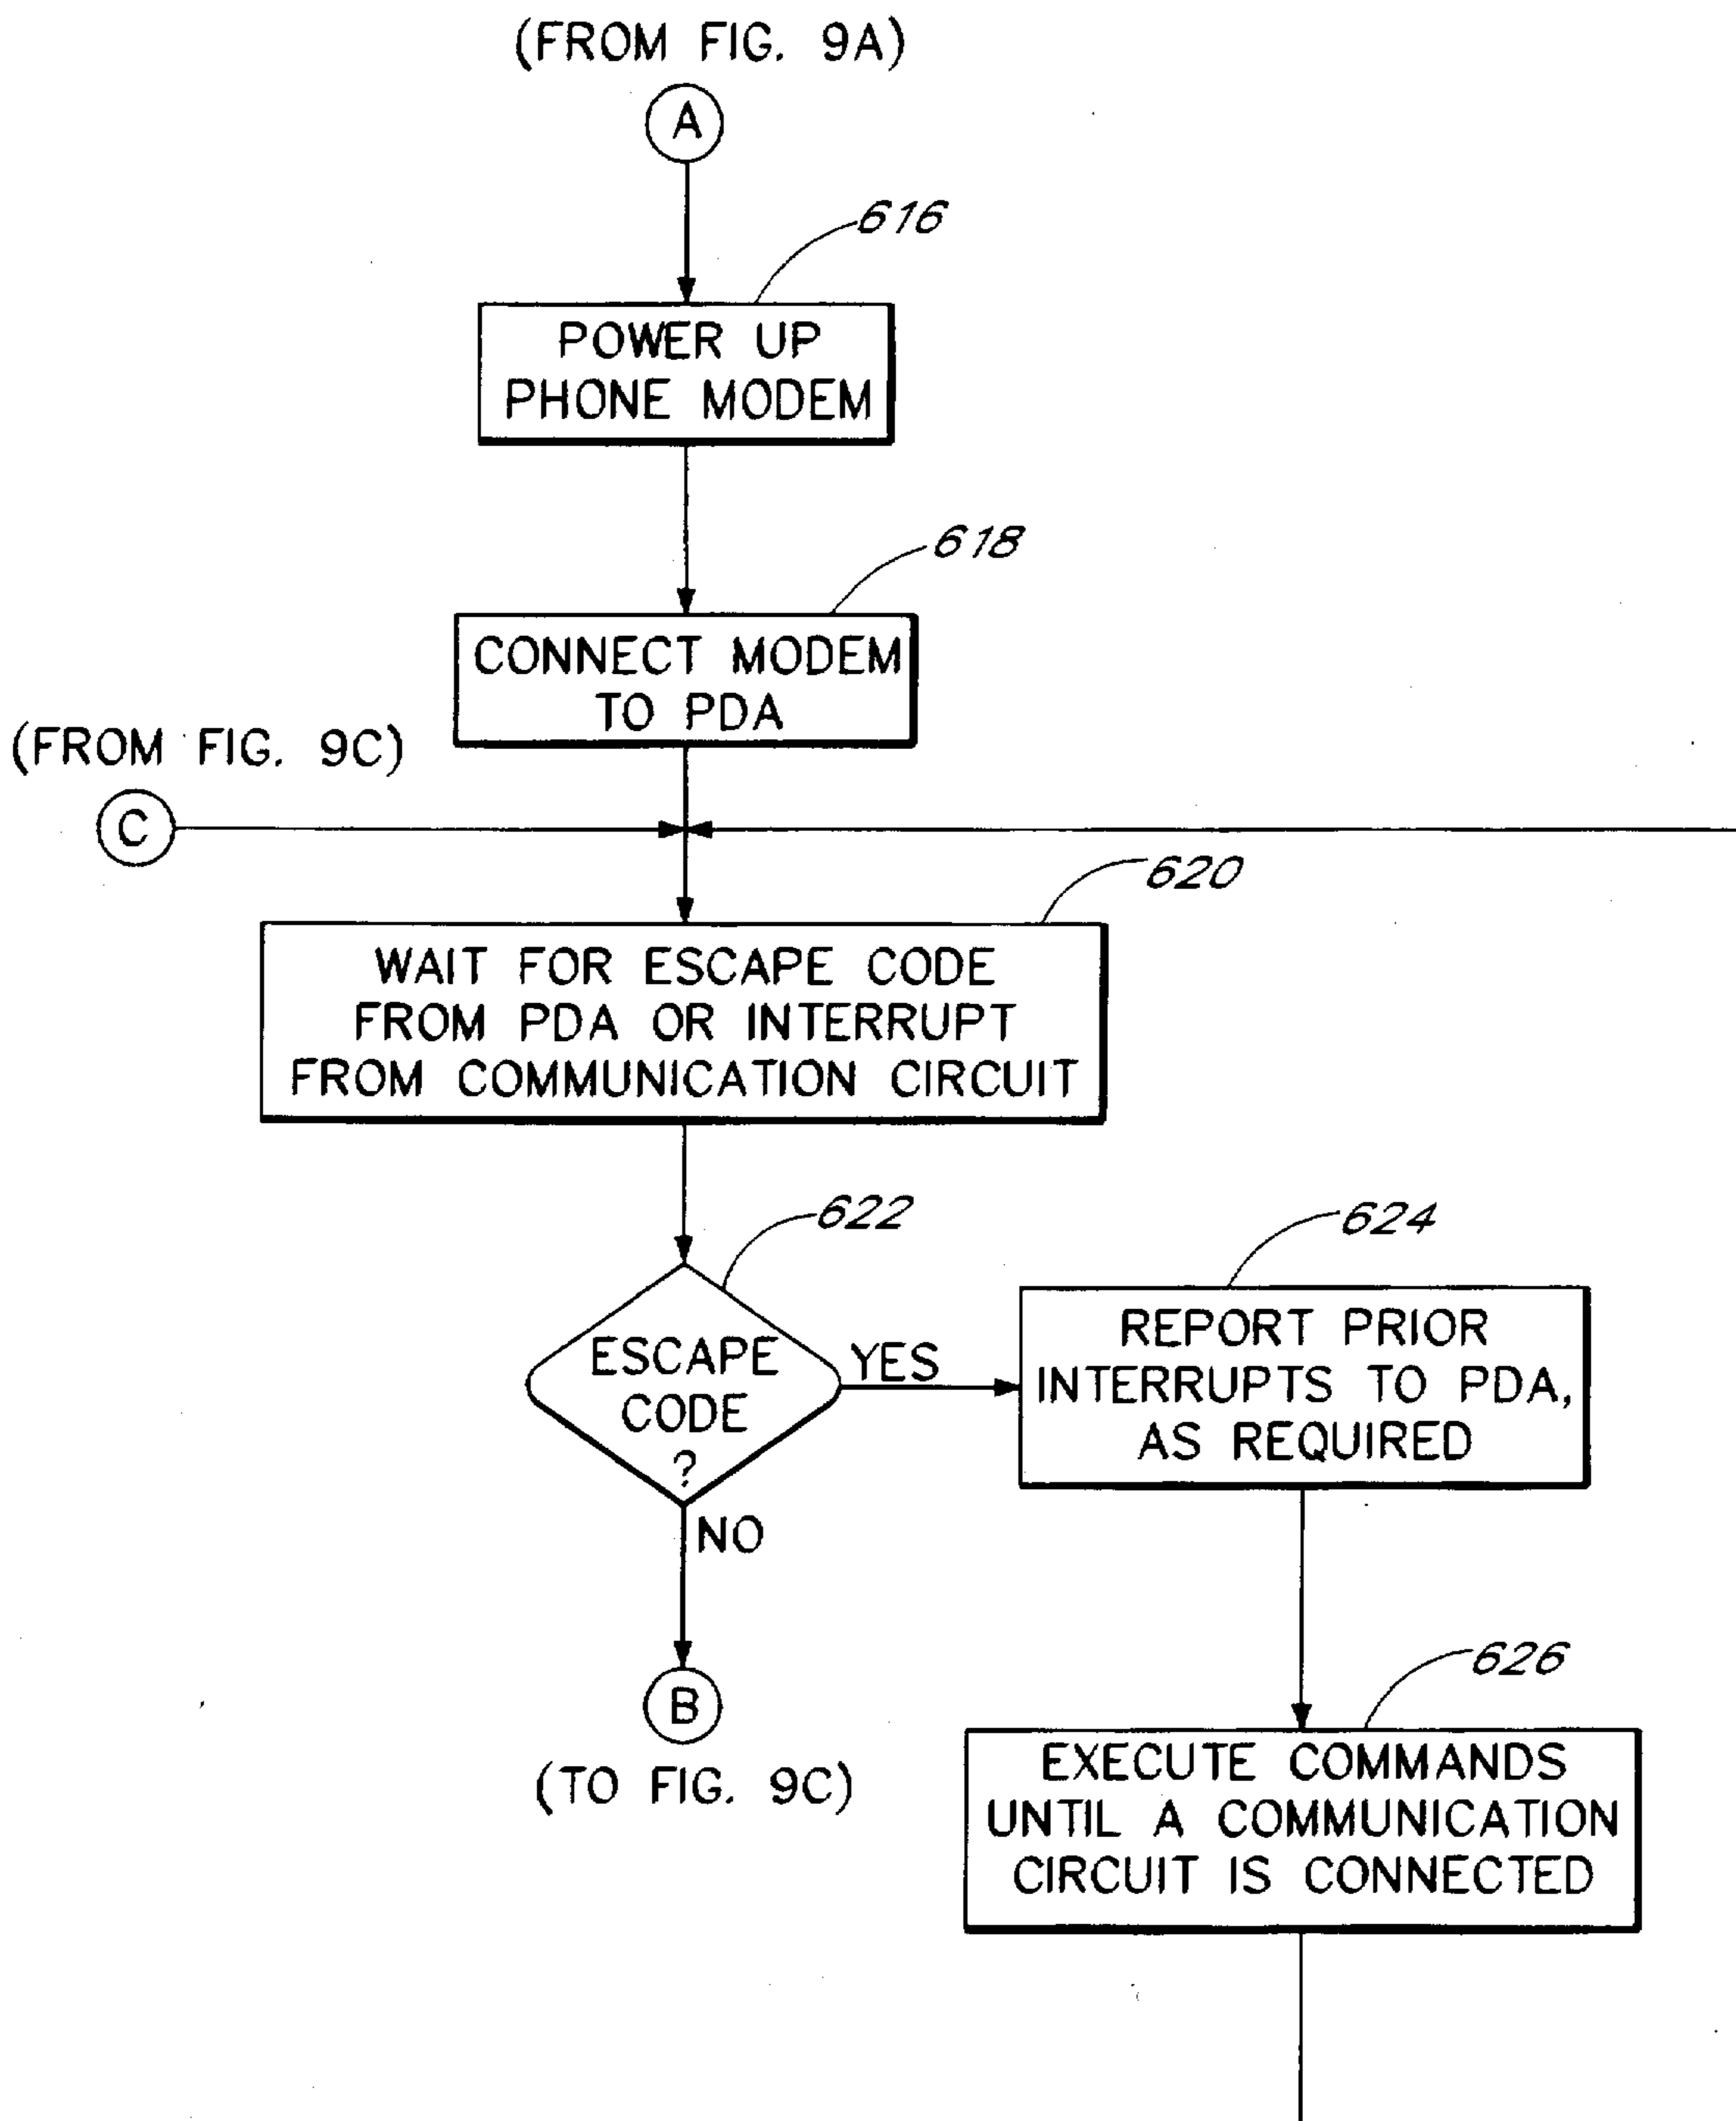 (FROM FIG. 9A)
A
616
POWER UP
PHONE MODEM
618
CONNECT MODEM
TO PDA
(FROM FIG. 9C)
C
620
WAIT FOR ESCAPE CODE
FROM PDA OR INTERRUPT
FROM COMMUNICATION CIRCUIT
622
ESCAPE
CODE
?
YES
NO
624
REPORT PRIOR
INTERRUPTS TO PDA,
AS REQUIRED
B
(TO FIG. 9C)
626
EXECUTE COMMANDS
UNTIL A COMMUNICATION
CIRCUIT IS CONNECTED